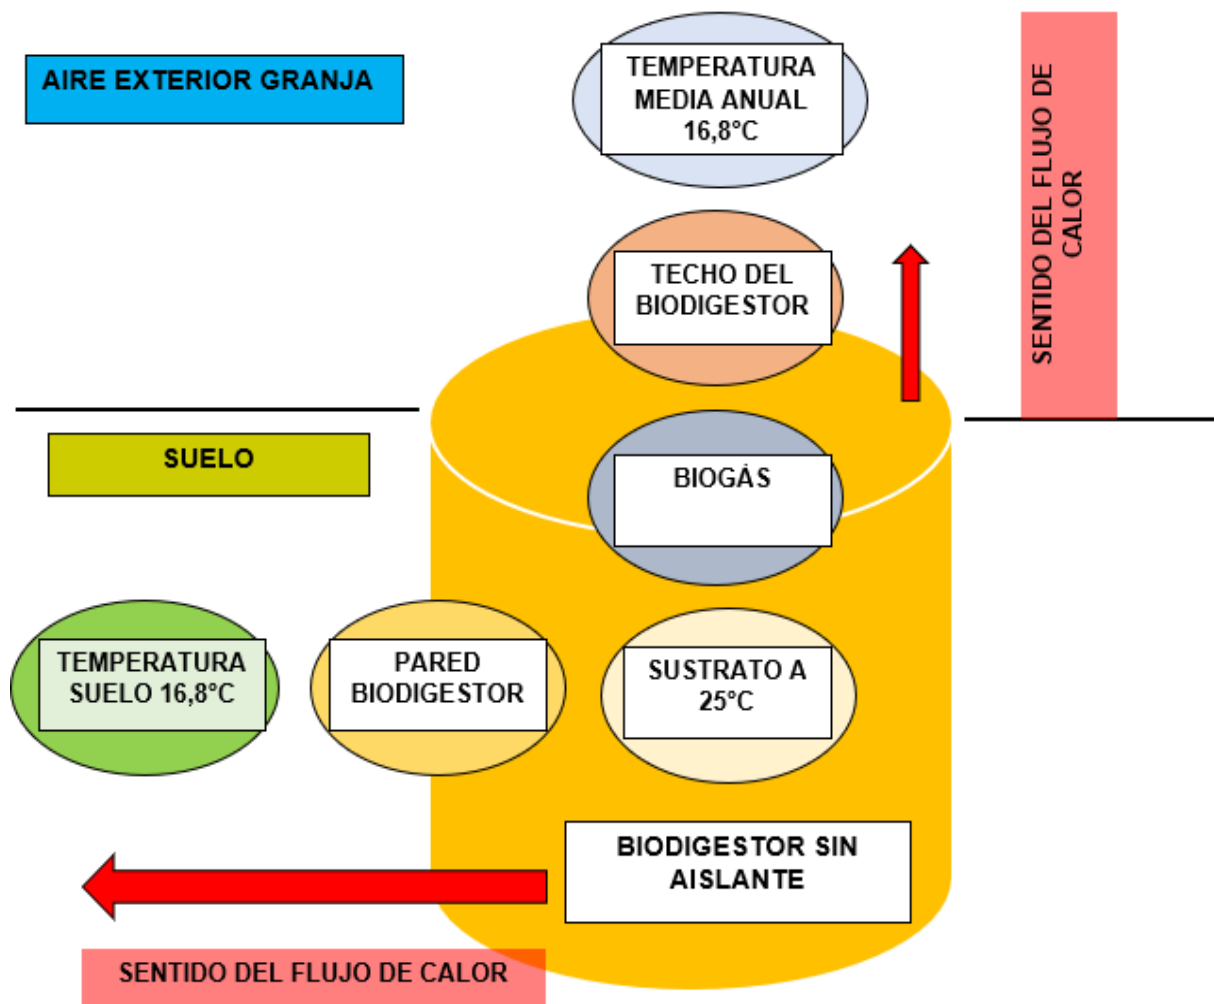 AIRE EXTERIOR GRANJA
TEMPERATURA
MEDIA ANUAL
16,8°C
SENTIDO DEL FLUJO DE
CALOR
TECHO DEL
BIODIGESTOR
SUELO
BIOGÁS
TEMPERATURA
SUELO 16,8°C
PARED
BIODIGESTOR
SUSTRATO A
25°C
BIODIGESTOR SIN
AISLANTE
SENTIDO DEL FLUJO DE CALOR